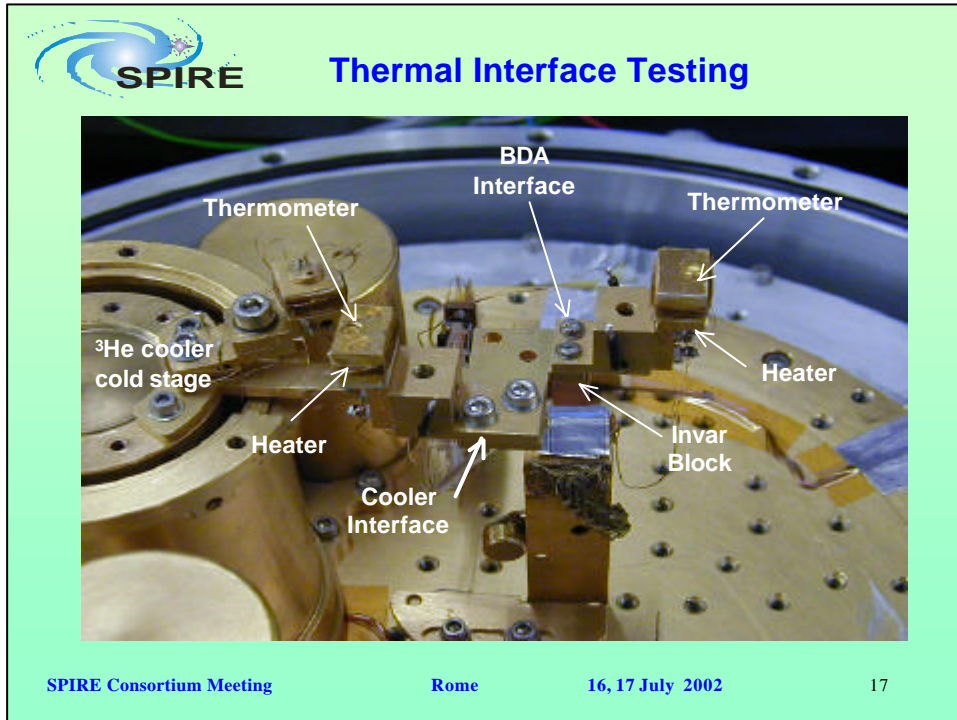 SPIRE
Thermal Interface Testing
BDA
Interface
Thermometer
Thermometer
³He cooler
cold stage
Heater
Heater
Invar
Block
Cooler
Interface
SPIRE Consortium Meeting Rome 16, 17 July 2002 17